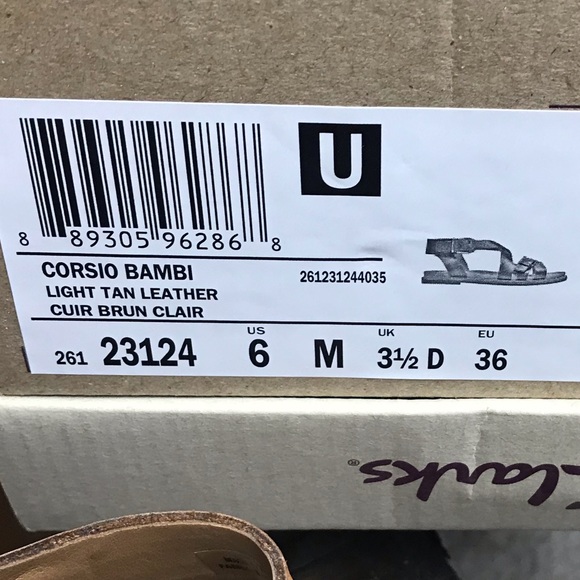 U
8 89305 96286 8
CORSIO BAMBI
261231244035
LIGHT TAN LEATHER
CUIR BRUN CLAIR
US UK EU
261 23124 6 M 3½ D 36
Clarks®